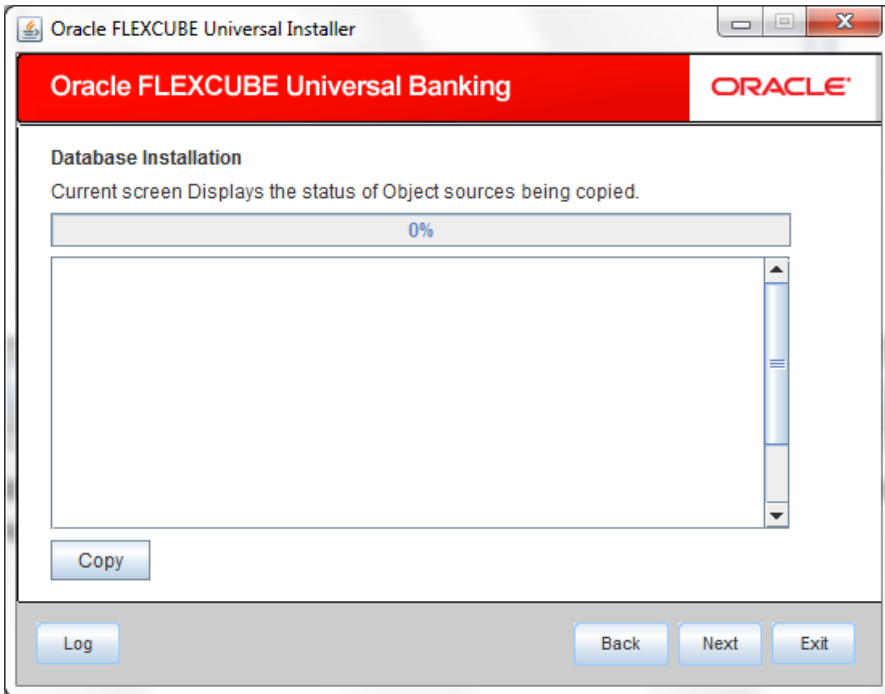 Oracle FLEXCUBE Universal Installer
Oracle FLEXCUBE Universal Banking
ORACLE®
Database Installation
Current screen Displays the status of Object sources being copied.
0%
Copy
Log
Back
Next
Exit